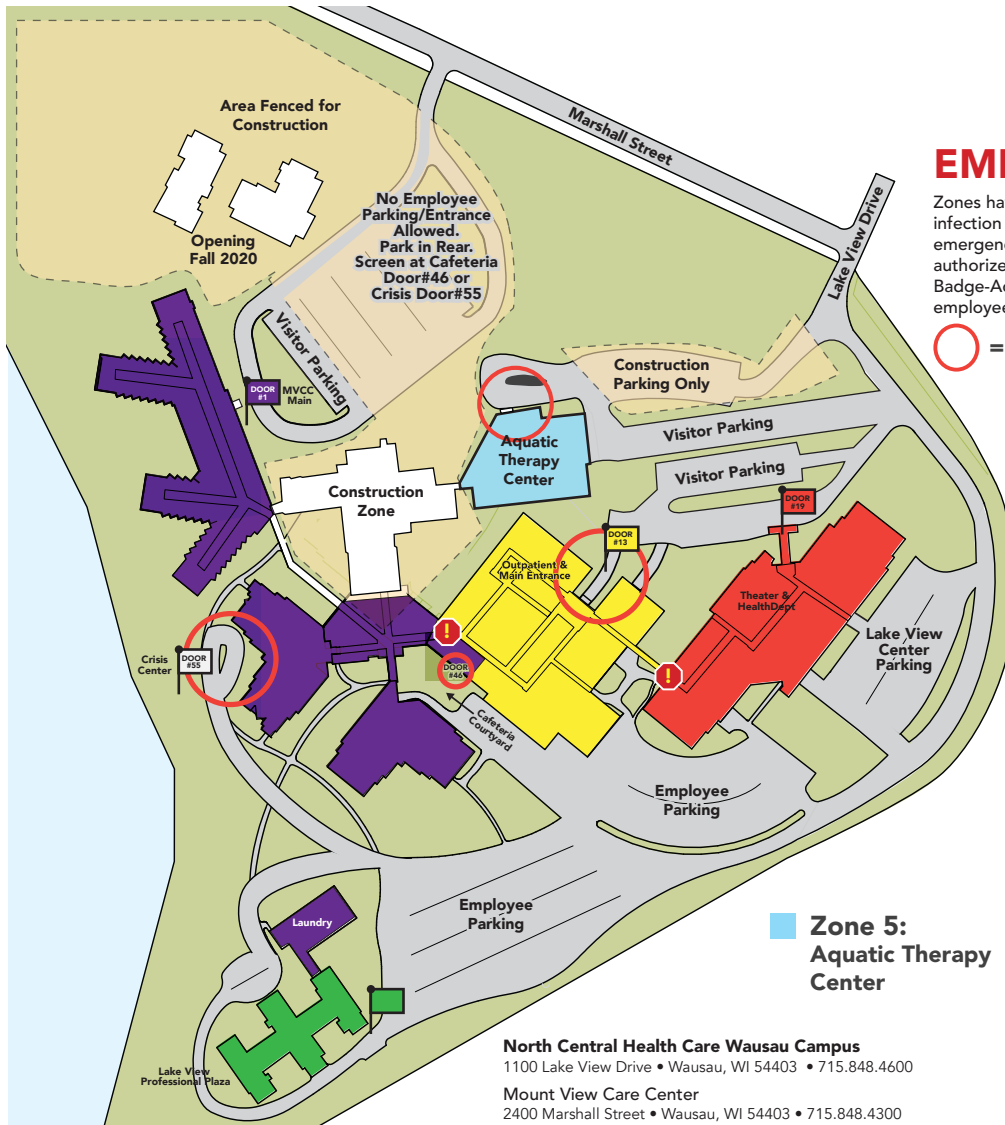 Marshall Street
Area Fenced for
Construction
EME
Zones ha
infection
emergenc
authorize
Badge-Ac
employee
=
Lake View Drive
No Employee
Parking/Entrance
Allowed.
Park in Rear.
Screen at Cafeteria
Door#46 or
Crisis Door#55
Opening
Fall 2020
Visitor Parking
Construction
Parking Only
DOOR
#1
MVCC
Main
Visitor Parking
Aquatic
Therapy
Center
Visitor Parking
Construction
Zone
DOOR
#19
DOOR
#13
Outpatient &
Main Entrance
Theater &
HealthDept
Lake View
Center
Parking
!
!
Crisis
Center
DOOR
#55
DOOR
#46
Cafeteria
Courtyard
Employee
Parking
Employee
Parking
Laundry
Zone 5:
Aquatic Therapy
Center
Lake View
Professional Plaza
North Central Health Care Wausau Campus
1100 Lake View Drive • Wausau, WI 54403 • 715.848.4600
Mount View Care Center
2400 Marshall Street • Wausau, WI 54403 • 715.848.4300